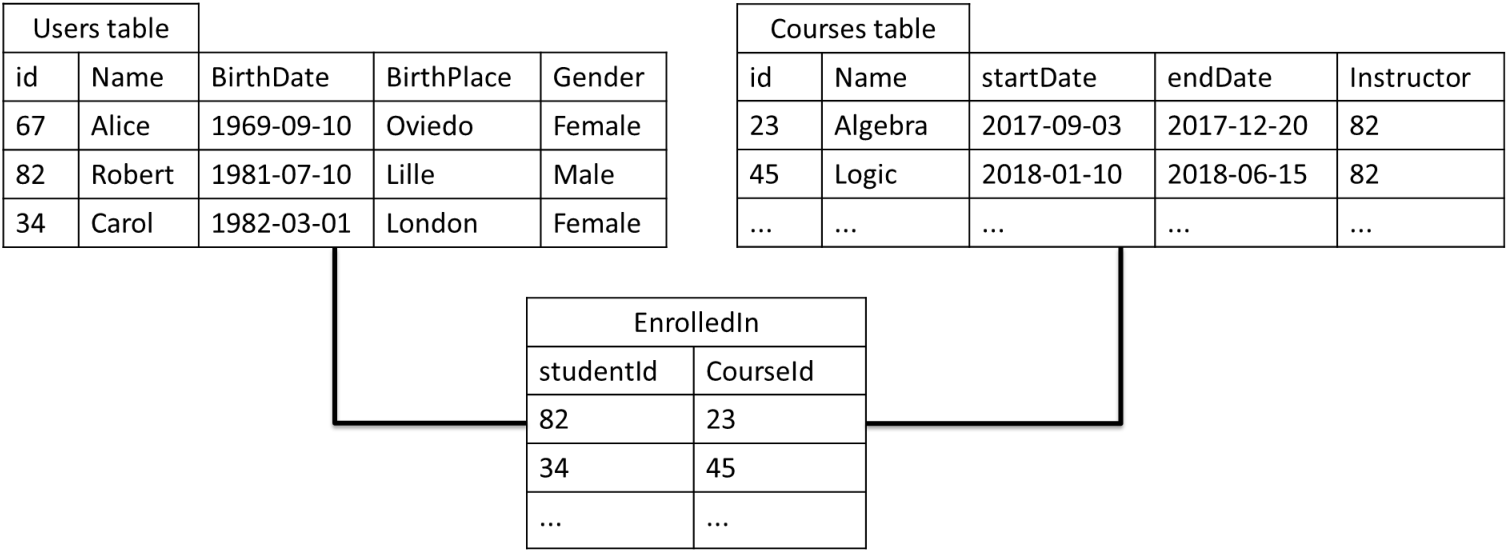 Users table
id Name BirthDate BirthPlace Gender
67 Alice 1969-09-10 Oviedo Female
82 Robert 1981-07-10 Lille Male
34 Carol 1982-03-01 London Female
Courses table
id Name startDate endDate Instructor
23 Algebra 2017-09-03 2017-12-20 82
45 Logic 2018-01-10 2018-06-15 82
... ... ... ... ...
EnrolledIn
studentId CourseId
82 23
34 45
... ...